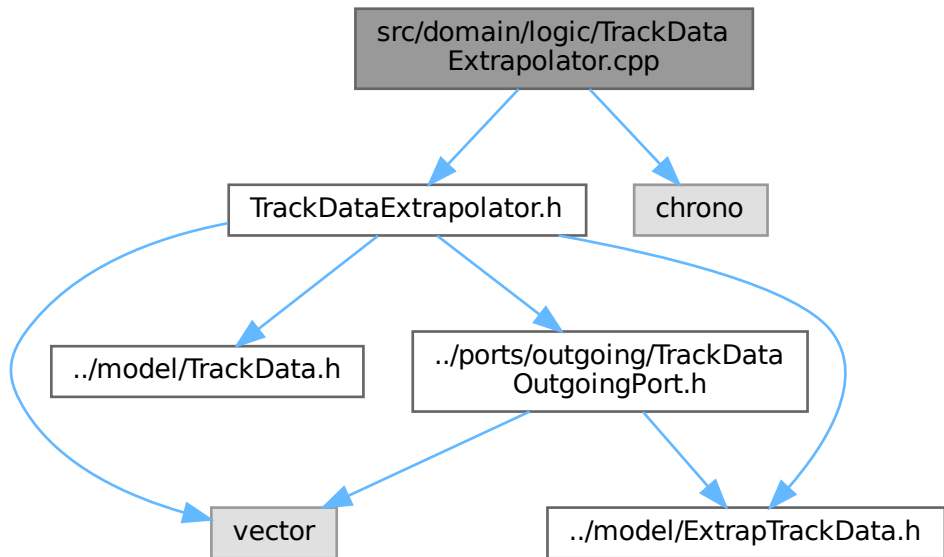 src/domain/logic/TrackData
Extrapolator.cpp
TrackDataExtrapolator.h
chrono
../model/TrackData.h
../ports/outgoing/TrackData
OutgoingPort.h
vector
../model/ExtrapTrackData.h